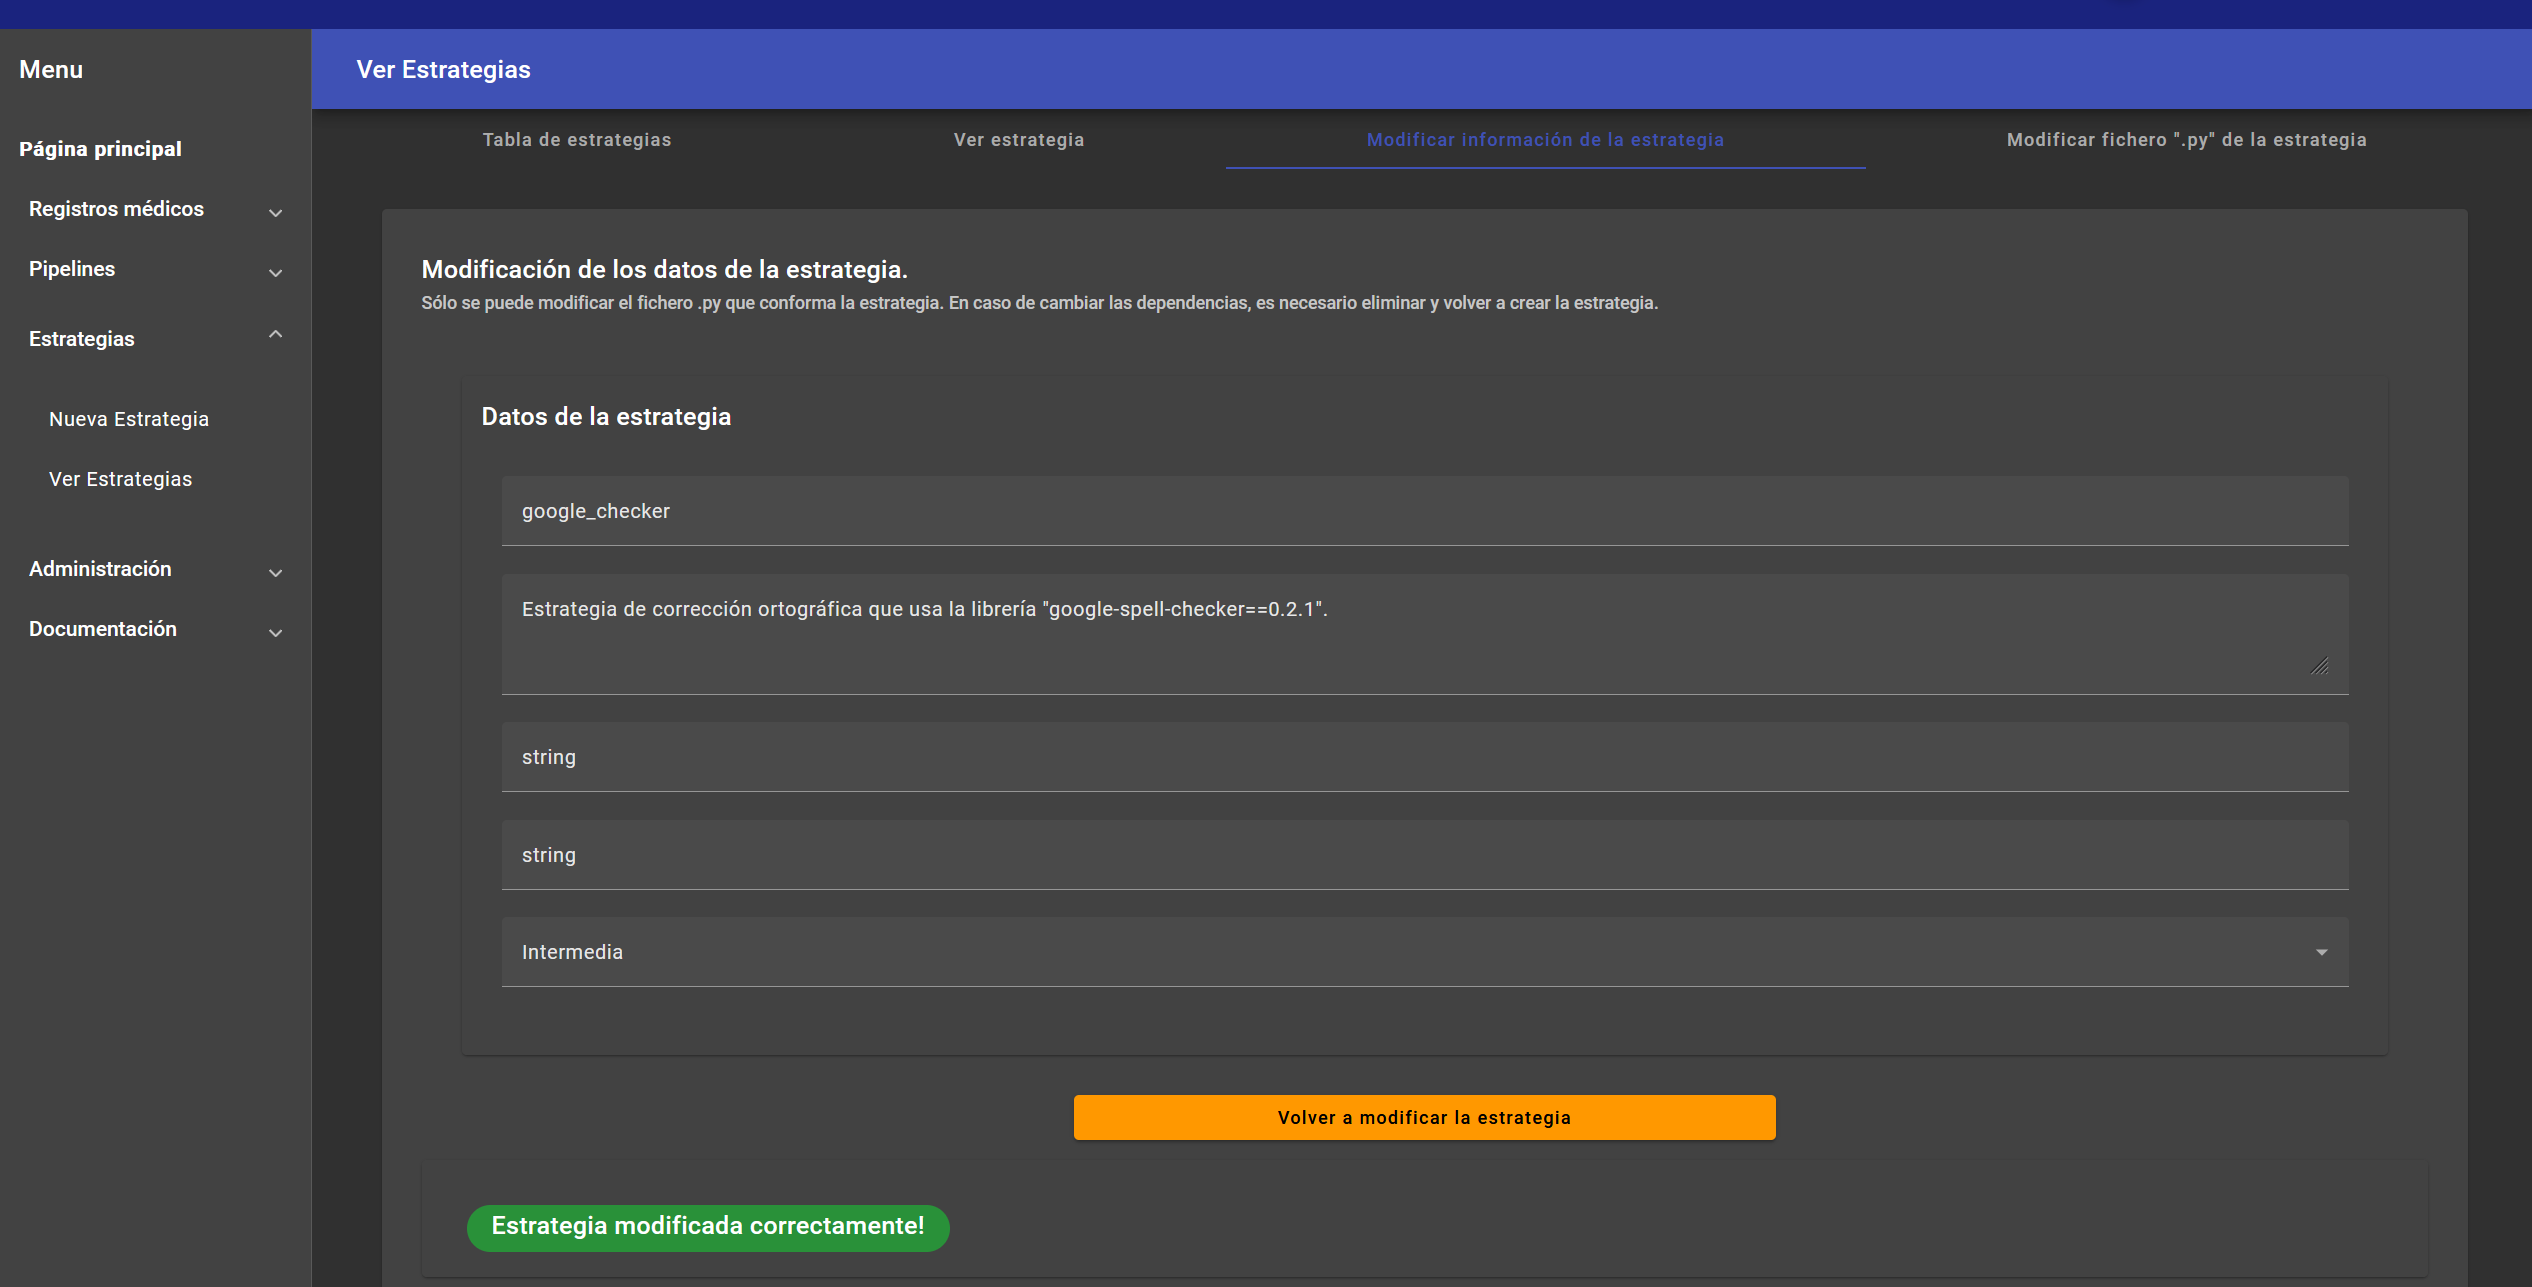 Menu
Ver Estrategias
Página principal
Registros médicos
Pipelines
Estrategias
Nueva Estrategia
Ver Estrategias
Administración
Documentación
Tabla de estrategias
Ver estrategia
Modificar información de la estrategia
Modificar fichero ".py" de la estrategia
Modificación de los datos de la estrategia.
Sólo se puede modificar el fichero .py que conforma la estrategia. En caso de cambiar las dependencias, es necesario eliminar y volver a crear la estrategia.
Datos de la estrategia
google_checker
Estrategia de corrección ortográfica que usa la librería "google-spell-checker==0.2.1".
string
string
Intermedia
Volver a modificar la estrategia
Estrategia modificada correctamente!